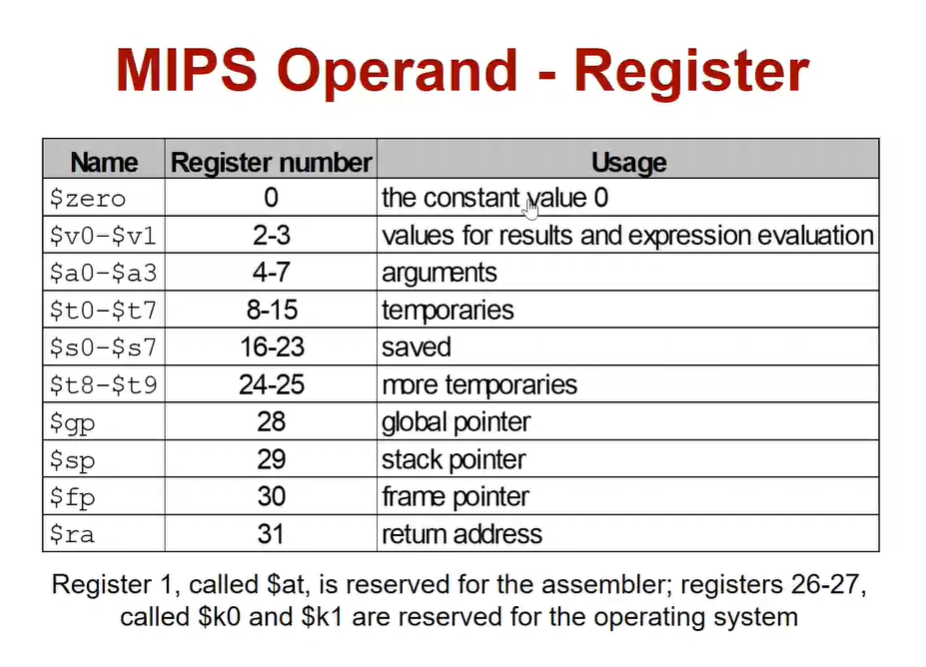 MIPS Operand - Register
Name Register number Usage
$zero 0 the constant value 0
$v0-$v1 2-3 values for results and expression evaluation
$a0-$a3 4-7 arguments
$t0-$t7 8-15 temporaries
$s0-$s7 16-23 saved
$t8-$t9 24-25 more temporaries
$gp 28 global pointer
$sp 29 stack pointer
$fp 30 frame pointer
$ra 31 return address
Register 1, called $at, is reserved for the assembler; registers 26-27,
called $k0 and $k1 are reserved for the operating system